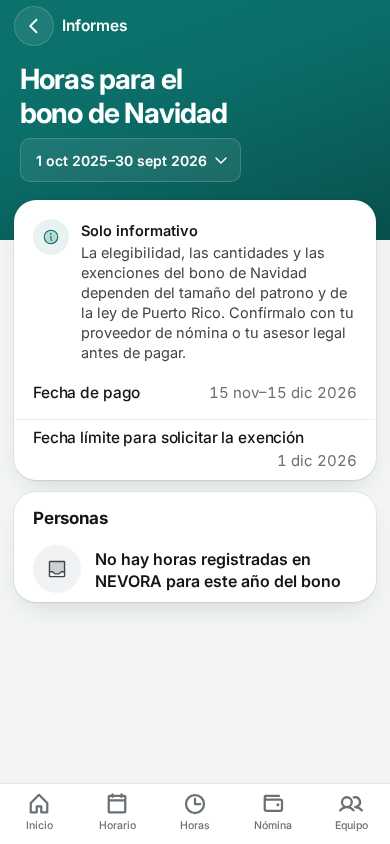 Informes
Horas para el
bono de Navidad
1 oct 2025–30 sept 2026
Solo informativo
La elegibilidad, las cantidades y las
exenciones del bono de Navidad
dependen del tamaño del patrono y de
la ley de Puerto Rico. Confírmalo con tu
proveedor de nómina o tu asesor legal
antes de pagar.
Fecha de pago
15 nov–15 dic 2026
Fecha límite para solicitar la exención
1 dic 2026
Personas
No hay horas registradas en
NEVORA para este año del bono
Inicio
Horario
Horas
Nómina
Equipo